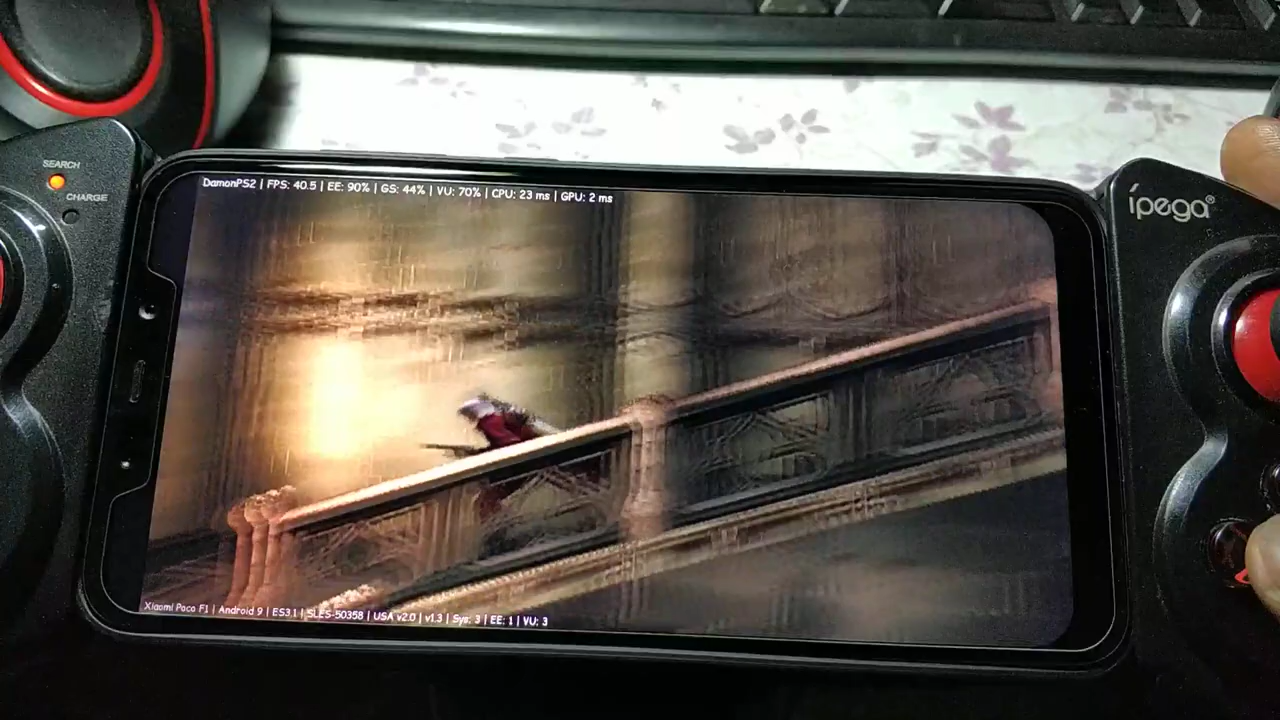 SEARCH
CHARGE
DamonPS2 | FPS: 40.5 | EE: 90% | GS: 44% | VU: 70% | CPU: 23 ms | GPU: 2 ms
ípega®
Xiaomi Poco F1 | Android 9 | ES3.1 | SLES-50358 | USA v2.0 | v1.3 | Sys: 3 | EE: 1 | VU: 3